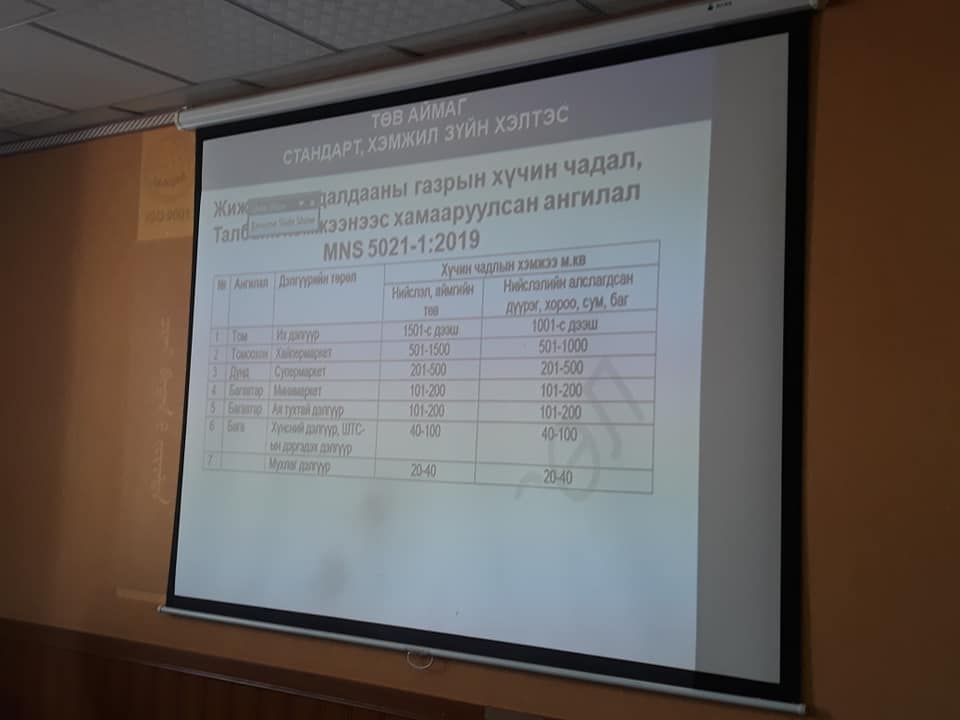 ТӨВ АЙМАГ
СТАНДАРТ, ХЭМЖИЛ ЗҮЙН ХЭЛТЭС
Жиж далдааны газрын хүчин чадал,
Талб жээнээс хамааруулсан ангилал
MNS 5021-1:2019
№ Ангилал Дэлгүүрийн төрөл Хүчин чадлын хэмжээ м.кв
Нийслэл, аймгийн төв Нийслэлийн алслагдсан дүүрэг, хороо, сум, баг
1 Том Их дэлгүүр 1501-с дээш 1001-с дээш
2 Томоохон Хайпермаркет 501-1500 501-1000
3 Дунд Супермаркет 201-500 201-500
4 Багавтар Минимаркет 101-200 101-200
5 Багавтар Ая тухтай дэлгүүр 101-200 101-200
6 Бага Хүнсний дэлгүүр, ШТС-ын дэргэдэх дэлгүүр 40-100 40-100
7 Мухлаг дэлгүүр 20-40 20-40
ISO 9001